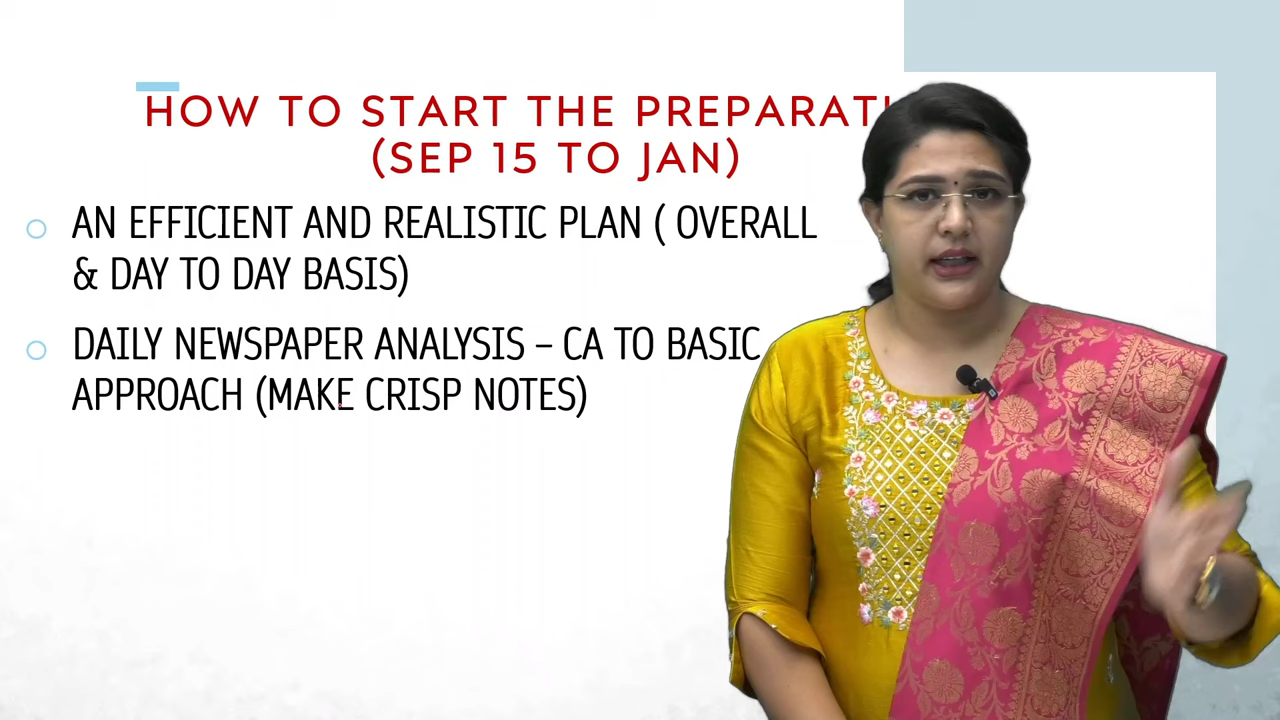 HOW TO START THE PREPARATI
(SEP 15 TO JAN)
AN EFFICIENT AND REALISTIC PLAN ( OVERALL
& DAY TO DAY BASIS)
DAILY NEWSPAPER ANALYSIS – CA TO BASIC
APPROACH (MAKE CRISP NOTES)